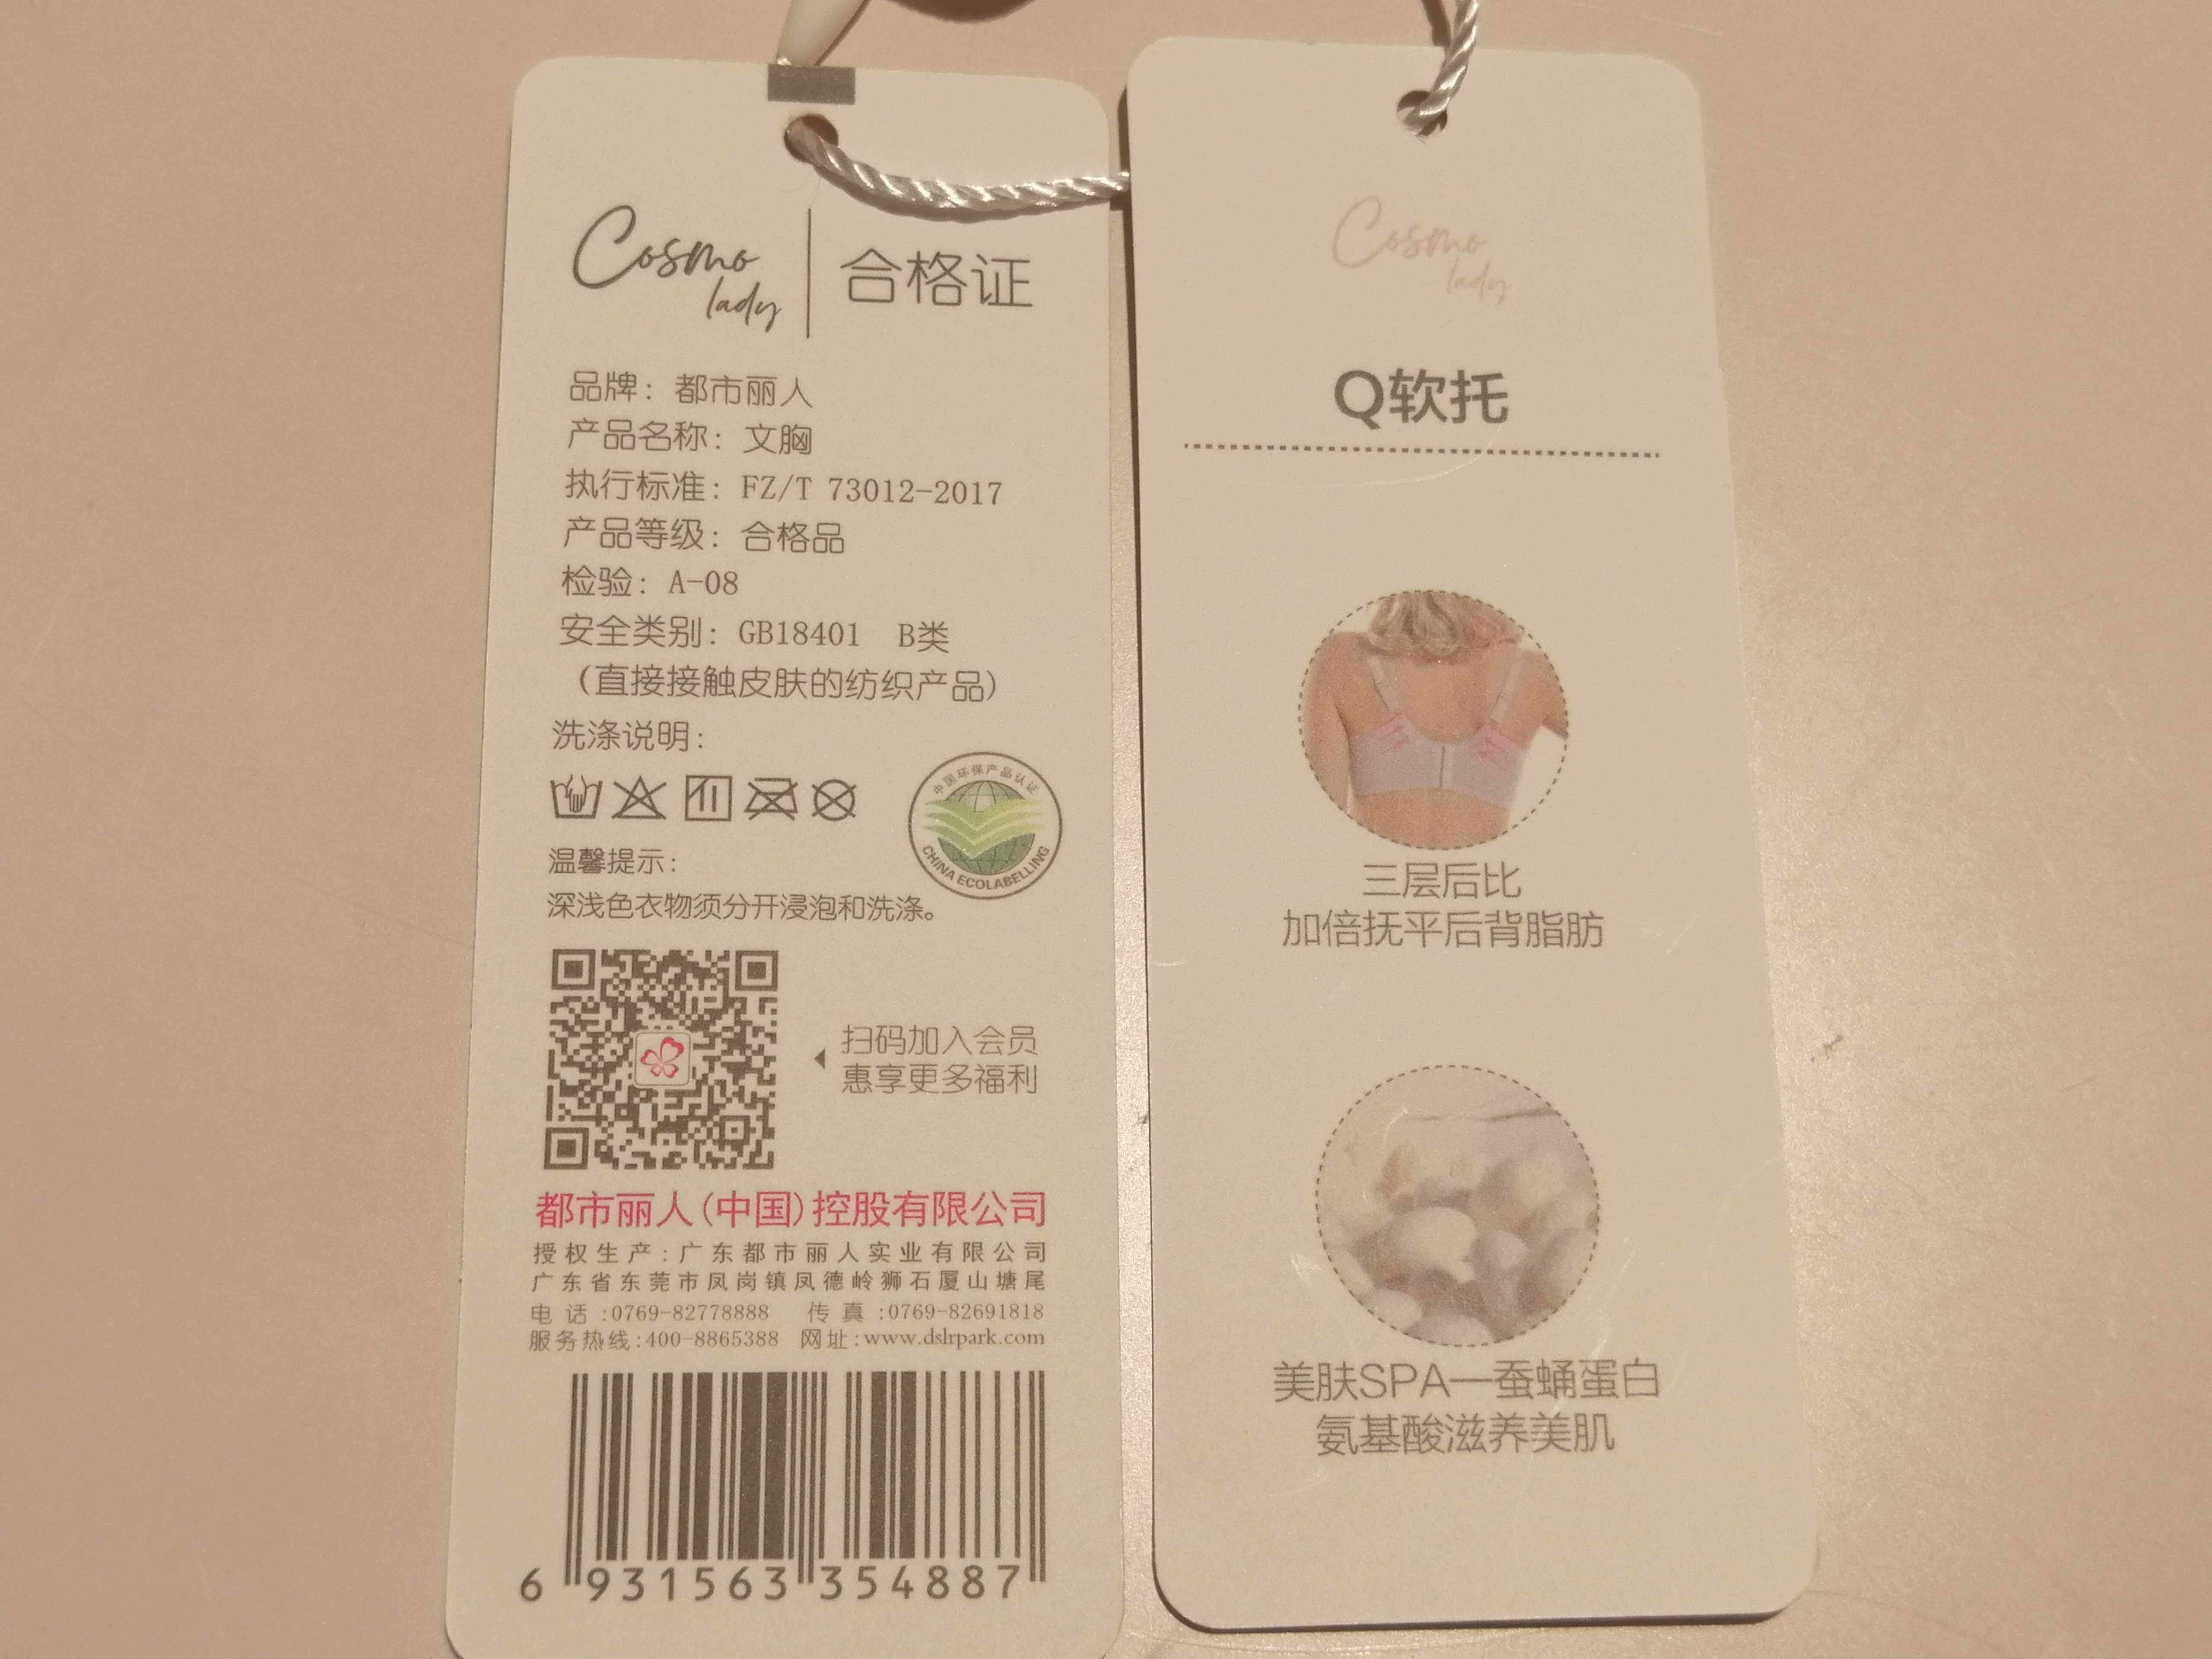 Cosmo
lady
合格证
品牌：都市丽人
产品名称：文胸
执行标准：FZ/T 73012-2017
产品等级：合格品
检验：A-08
安全类别：GB18401 B类
（直接接触皮肤的纺织产品）
洗涤说明：
中国环保产品认证
CHINA ECOLABELLING
温馨提示：
深浅色衣物须分开浸泡和洗涤。
扫码加入会员
惠享更多福利
都市丽人(中国)控股有限公司
授权生产:广东都市丽人实业有限公司
广东省东莞市凤岗镇凤德岭狮石厦山塘尾
电话:0769-82778888 传真:0769-82691818
服务热线:400-8865388 网址:www.dslrpark.com
6 931563 354887
Cosmo
lady
Q软托
三层后比
加倍抚平后背脂肪
美肤SPA—蚕蛹蛋白
氨基酸滋养美肌